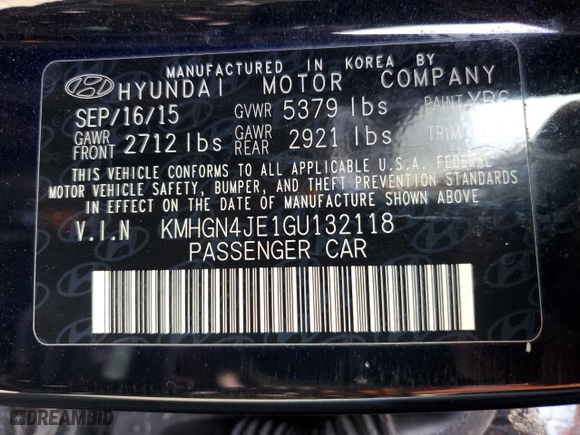 MANUFACTURED IN KOREA BY
HYUNDAI MOTOR COMPANY
SEP/16/15 GVWR 5379 lbs PAINT
GAWR FRONT 2712 lbs GAWR REAR 2921 lbs TRIM
THIS VEHICLE CONFORMS TO ALL APPLICABLE U.S.A. FEDERAL
MOTOR VEHICLE SAFETY, BUMPER, AND THEFT PREVENTION
STANDARDS IN EFFECT ON THE DATE OF MANUFACTURE SHOWN ABOVE
V.I.N KMHGN4JE1GU132118
PASSENGER CAR
DREAMBID